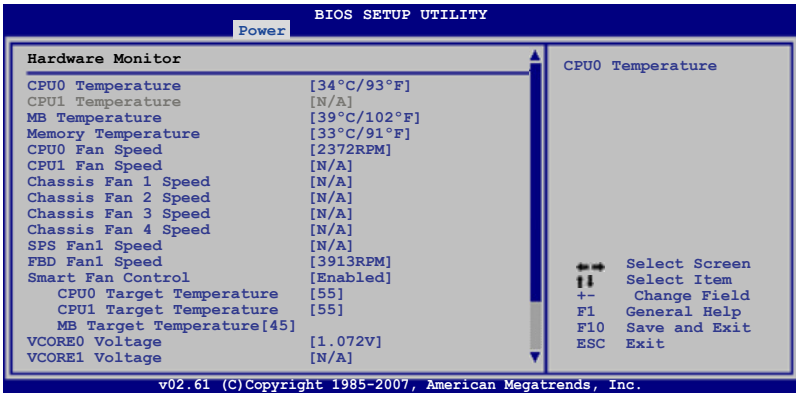 BIOS SETUP UTILITY
Power
Hardware Monitor
CPU0 Temperature [34°C/93°F]
CPU1 Temperature [N/A]
MB Temperature [39°C/102°F]
Memory Temperature [33°C/91°F]
CPU0 Fan Speed [2372RPM]
CPU1 Fan Speed [N/A]
Chassis Fan 1 Speed [N/A]
Chassis Fan 2 Speed [N/A]
Chassis Fan 3 Speed [N/A]
Chassis Fan 4 Speed [N/A]
SPS Fan1 Speed [N/A]
FBD Fan1 Speed [3913RPM]
Smart Fan Control [Enabled]
CPU0 Target Temperature [55]
CPU1 Target Temperature [55]
MB Target Temperature[45]
VCORE0 Voltage [1.072V]
VCORE1 Voltage [N/A]
CPU0 Temperature
←→ Select Screen
↑↓ Select Item
+- Change Field
F1 General Help
F10 Save and Exit
ESC Exit
v02.61 (C)Copyright 1985-2007, American Megatrends, Inc.